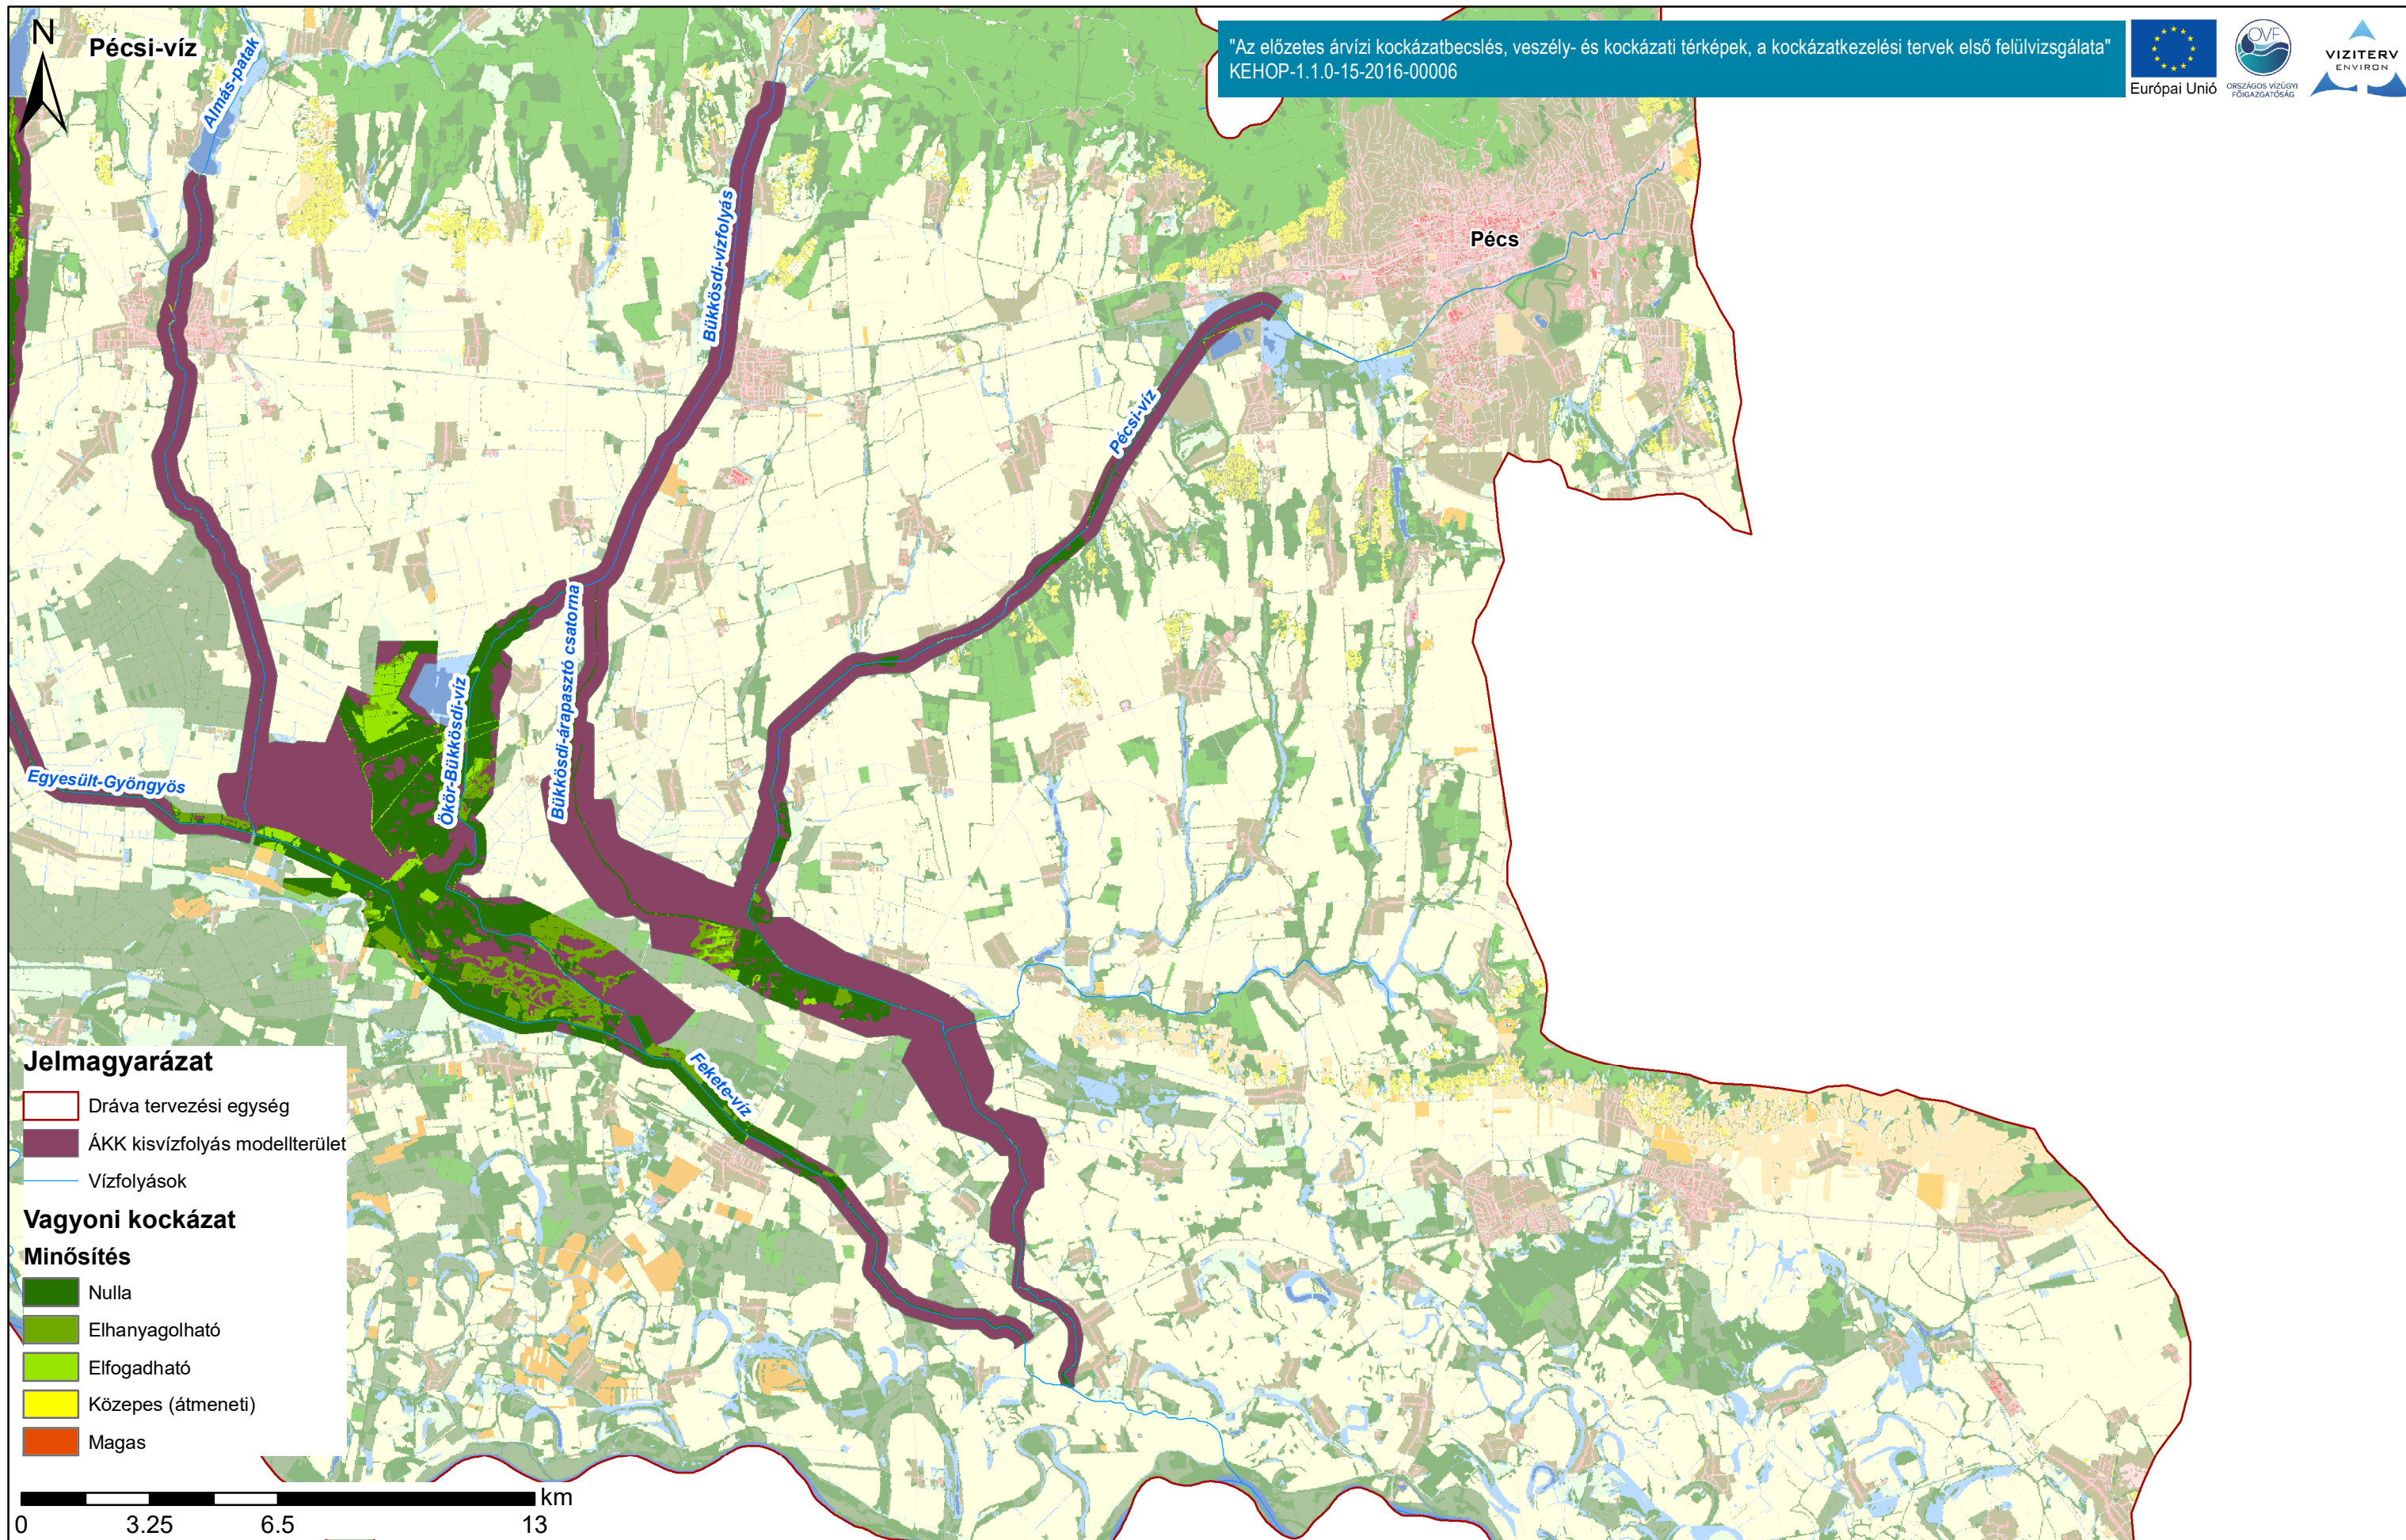 N
Pécsi-víz
"Az előzetes árvízi kockázatbecslés, veszély- és kockázati térképek, a kockázatkezelési tervek első felülvizsgálata"
KEHOP-1.1.0-15-2016-00006
Európai Unió
OVF
ORSZÁGOS VÍZÜGYI
FŐIGAZGATÓSÁG
VIZITERV
ENVIRON
Almás-patak
Bükkösdi-vízfolyás
Pécs
Pécsi-víz
Bükkösdi-árapasztó csatorna
Ökör-Bükkösdi-víz
Egyesült-Gyöngyös
Fekete-víz
Jelmagyarázat
Dráva tervezési egység
ÁKK kisvízfolyás modellterület
Vízfolyások
Vagyoni kockázat
Minősítés
Nulla
Elhanyagolható
Elfogadható
Közepes (átmeneti)
Magas
km
0 3.25 6.5 13